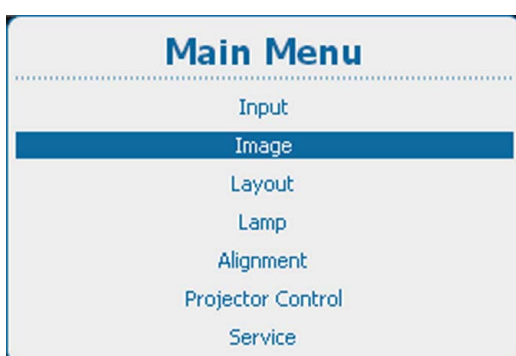 Main Menu
Input
Image
Layout
Lamp
Alignment
Projector Control
Service